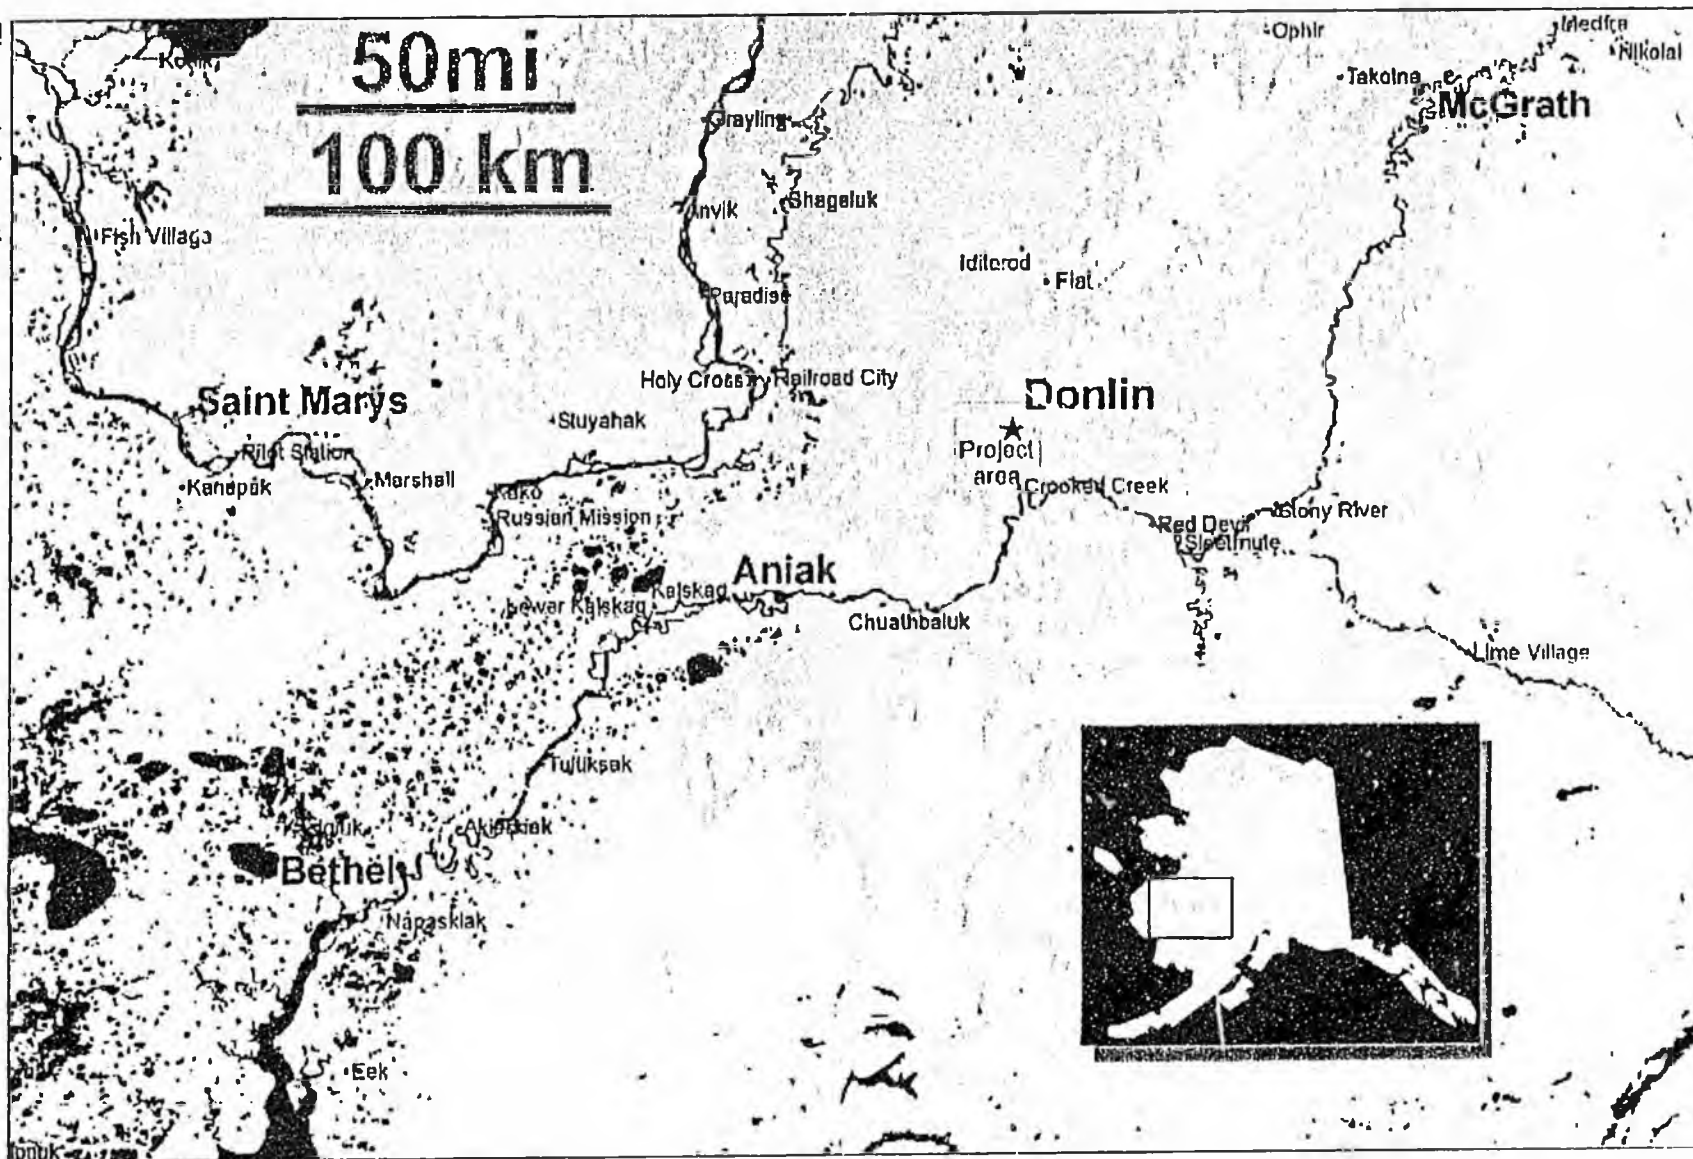 50mi
100 km
Ophir
Medfra
Nikolai
Takotna
McGrath
Grayling
Shageluk
Anvik
Fish Village
Iditarod
Flat
Paradise
Holy Cross
Railroad City
Saint Marys
Donlin
Stuyahak
Pilot Station
Project
area
Marshall
Crooked Creek
Russian Mission
Stony River
Red Devil
Sleetmute
Aniak
Kalskag
Lower Kalskag
Chuathbaluk
Lime Village
Tuluksak
Akiachak
Bethel
Napaskiak
Eek